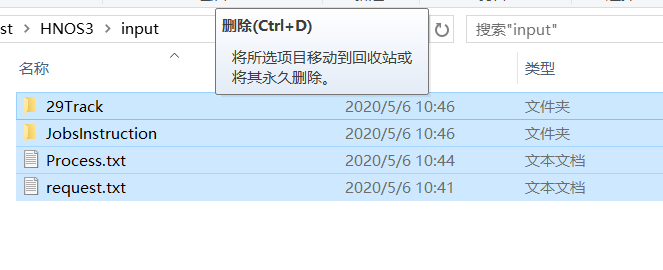 st › HNOS3 › input
搜索"input"
删除(Ctrl+D)
将所选项目移动到回收站或
将其永久删除。
名称 类型
29Track 2020/5/6 10:46 文件夹
JobsInstruction 2020/5/6 10:46 文件夹
Process.txt 2020/5/6 10:44 文本文档
request.txt 2020/5/6 10:41 文本文档